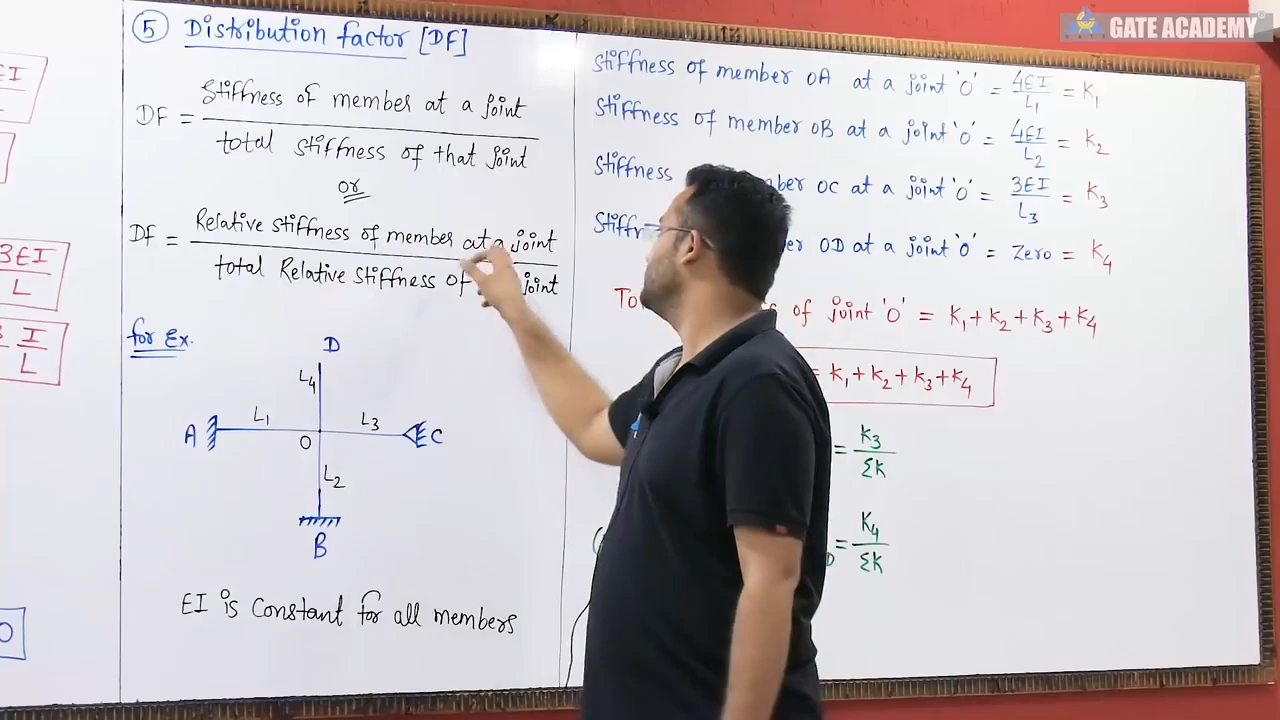 GATE ACADEMY
EI
3EI
L
3 I
L
⑤ Distribution factor [DF]
DF = Stiffness of member at a joint
total stiffness of that joint
or
DF = Relative stiffness of member at a joint
total Relative stiffness of joint
for Ex.
D
L4
A L1 O L3 C
L2
B
EI is constant for all members
Stiffness of member OA at a joint 'O' = 4EI/L1 = K1
Stiffness of member OB at a joint 'O' = 4EI/L2 = K2
Stiffness OC at a joint 'O' = 3EI/L3 = K3
OD at a joint 'O' = Zero = K4
of joint 'O' = K1 + K2 + K3 + K4
= K1 + K2 + K3 + K4
= K3/ΣK
D = K4/ΣK